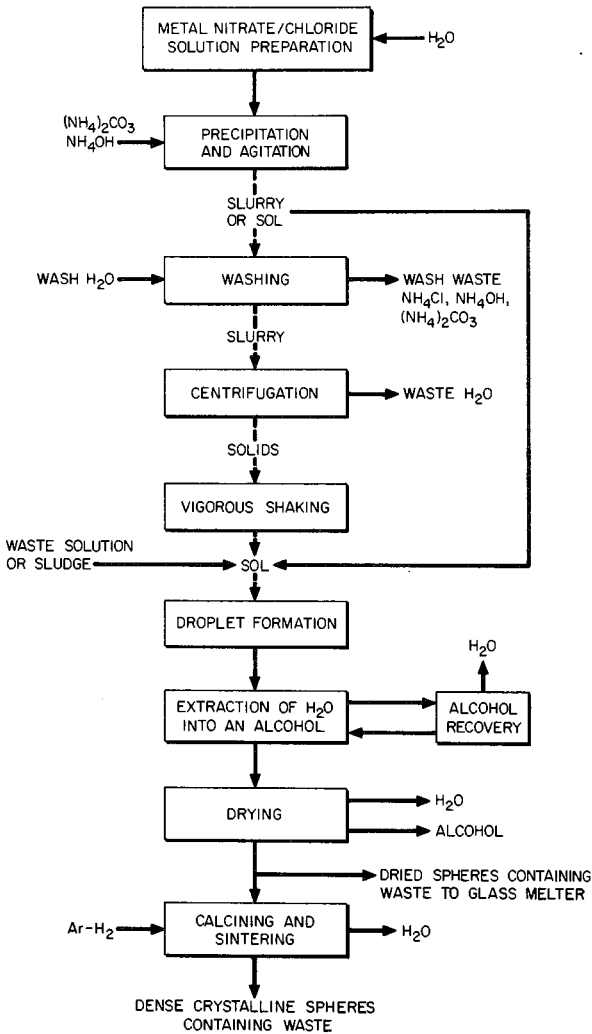 METAL NITRATE/CHLORIDE
SOLUTION PREPARATION
H₂O
(NH₄)₂CO₃
NH₄OH
PRECIPITATION
AND AGITATION
SLURRY
OR SOL
WASH H₂O
WASHING
WASH WASTE
NH₄Cl, NH₄OH,
(NH₄)₂CO₃
SLURRY
CENTRIFUGATION
WASTE H₂O
SOLIDS
VIGOROUS SHAKING
WASTE SOLUTION
OR SLUDGE
SOL
DROPLET FORMATION
H₂O
EXTRACTION OF H₂O
INTO AN ALCOHOL
ALCOHOL
RECOVERY
DRYING
H₂O
ALCOHOL
DRIED SPHERES CONTAINING
WASTE TO GLASS MELTER
Ar-H₂
CALCINING AND
SINTERING
H₂O
DENSE CRYSTALLINE SPHERES
CONTAINING WASTE